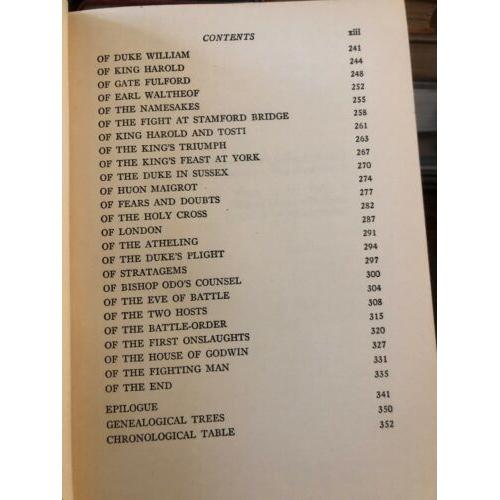 CONTENTS xiii
OF DUKE WILLIAM 241
OF KING HAROLD 244
OF GATE FULFORD 248
OF EARL WALTHEOF 252
OF THE NAMESAKES 255
OF THE FIGHT AT STAMFORD BRIDGE 258
OF KING HAROLD AND TOSTI 261
OF THE KING'S TRIUMPH 263
OF THE KING'S FEAST AT YORK 267
OF THE DUKE IN SUSSEX 270
OF HUON MAIGROT 274
OF FEARS AND DOUBTS 277
OF THE HOLY CROSS 282
OF LONDON 287
OF THE ATHELING 291
OF THE DUKE'S PLIGHT 294
OF STRATAGEMS 297
OF BISHOP ODO'S COUNSEL 300
OF THE EVE OF BATTLE 304
OF THE TWO HOSTS 308
OF THE BATTLE-ORDER 315
OF THE FIRST ONSLAUGHTS 320
OF THE HOUSE OF GODWIN 327
OF THE FIGHTING MAN 331
OF THE END 335
EPILOGUE 341
GENEALOGICAL TREES 350
CHRONOLOGICAL TABLE 352